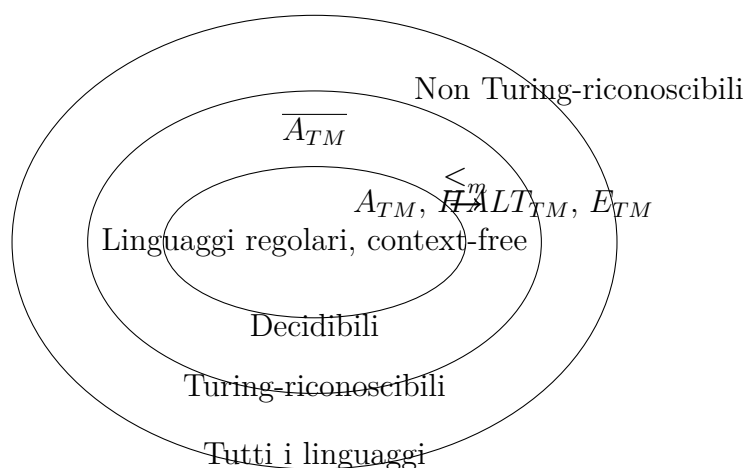 Non Turing-riconoscibili
$\overline{A_{TM}}$
$\leq_m$
$A_{TM}$, $HALT_{TM}$, $E_{TM}$
Linguaggi regolari, context-free
Decidibili
Turing-riconoscibili
Tutti i linguaggi